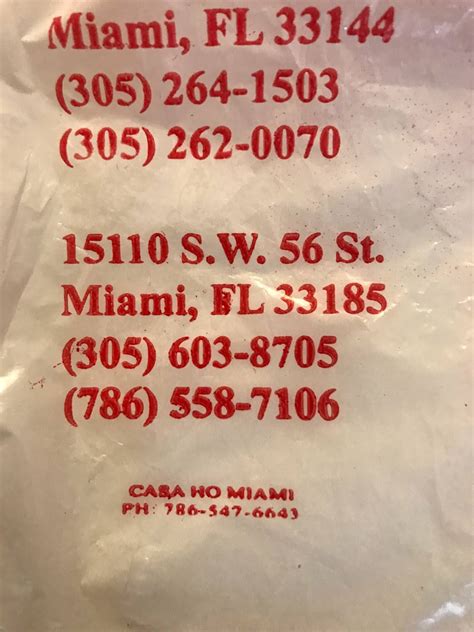 Miami, FL 33144
(305) 264-1503
(305) 262-0070
15110 S.W. 56 St.
Miami, FL 33185
(305) 603-8705
(786) 558-7106
CASA HO MIAMI
PH: 786-547-6643